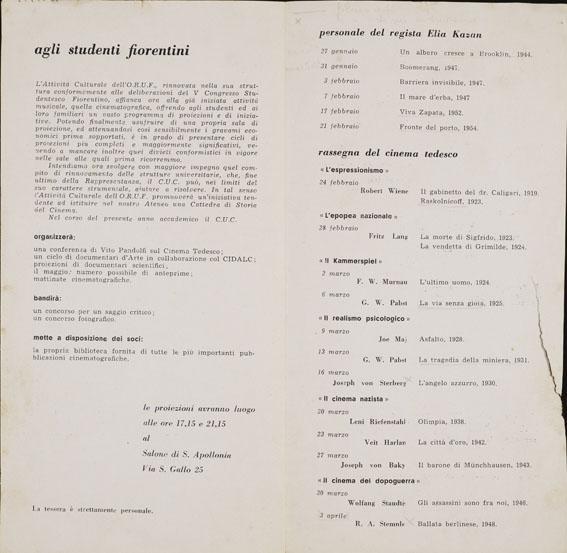 agli studenti fiorentini
L'Attività Culturale dell'O.R.U.F., rinnovata nella sua strut-
tura conformemente alle deliberazioni del V Congresso Stu-
dentesco Fiorentino, affianca ora alla già iniziata attività
musicale, quella cinematografica, offrendo agli studenti ed ai
loro familiari un vasto programma di proiezioni e di inizia-
tive. Potendo finalmente usufruire di una propria sala di
proiezione, ed attenuandosi così sensibilmente i gravami eco-
nomici prima sopportati, è in grado di presentare cicli di
proiezioni più completi e maggiormente significativi, ve-
nendo a mancare inoltre quei divieti conformistici in vigore
nelle sale alle quali prima ricorremmo.
Intendiamo ora svolgere con maggiore impegno quel com-
pito di rinnovamento delle strutture universitarie, che, fine
ultimo della Rappresentanza, il C.U.C. può, nei limiti del
suo carattere strumentale, aiutare a risolvere. In tal senso
l'Attività Culturale dell'O.R.U.F. promuoverà un'iniziativa ten-
dente ad istituire nel nostro Ateneo una Cattedra di Storia
del Cinema.
Nel corso del presente anno accademico il C.U.C.
organizzerà:
una conferenza di Vito Pandolfi sul Cinema Tedesco;
un ciclo di documentari d'Arte in collaborazione col CIDALC;
proiezioni di documentari scientifici;
il maggior numero possibile di anteprime;
mattinate cinematografiche.
bandirà:
un concorso per un saggio critico;
un concorso fotografico.
mette a disposizione dei soci:
la propria biblioteca fornita di tutte le più importanti pub-
blicazioni cinematografiche.
le proiezioni avranno luogo
alle ore 17,15 e 21,15
al
Salone di S. Apollonia
Via S. Gallo 25
La tessera è strettamente personale.
personale del regista Elia Kazan
27 gennaio Un albero cresce a Brooklin, 1944.
31 gennaio Boomerang, 1947.
3 febbraio Barriera invisibile, 1947.
7 febbraio Il mare d'erba, 1947
17 febbraio Viva Zapata, 1952.
21 febbraio Fronte del porto, 1954.
rassegna del cinema tedesco
« L'espressionismo »
24 febbraio
Robert Wiene Il gabinetto del dr. Caligari, 1919.
Raskolnicoff, 1923.
« L'epopea nazionale »
28 febbraio
Fritz Lang La morte di Sigfrido, 1923.
La vendetta di Grimilde, 1924.
« Il Kammerspiel »
2 marzo
F. W. Murnau L'ultimo uomo, 1924.
6 marzo
G. W. Pabst La via senza gioia, 1925.
« Il realismo psicologico »
9 marzo
Joe Maj Asfalto, 1928.
13 marzo
G. W. Pabst La tragedia della miniera, 1931.
16 marzo
Joseph von Sterberg L'angelo azzurro, 1930.
« Il cinema nazista »
20 marzo
Leni Riefenstahl Olimpia, 1938.
23 marzo
Veit Harlan La città d'oro, 1942.
27 marzo
Joseph von Baky Il barone di Münchhausen, 1943.
« Il cinema del dopoguerra »
30 marzo
Wolfang Staudte Gli assassini sono fra noi, 1946.
3 aprile
R. A. Stemnle Ballata berlinese, 1948.